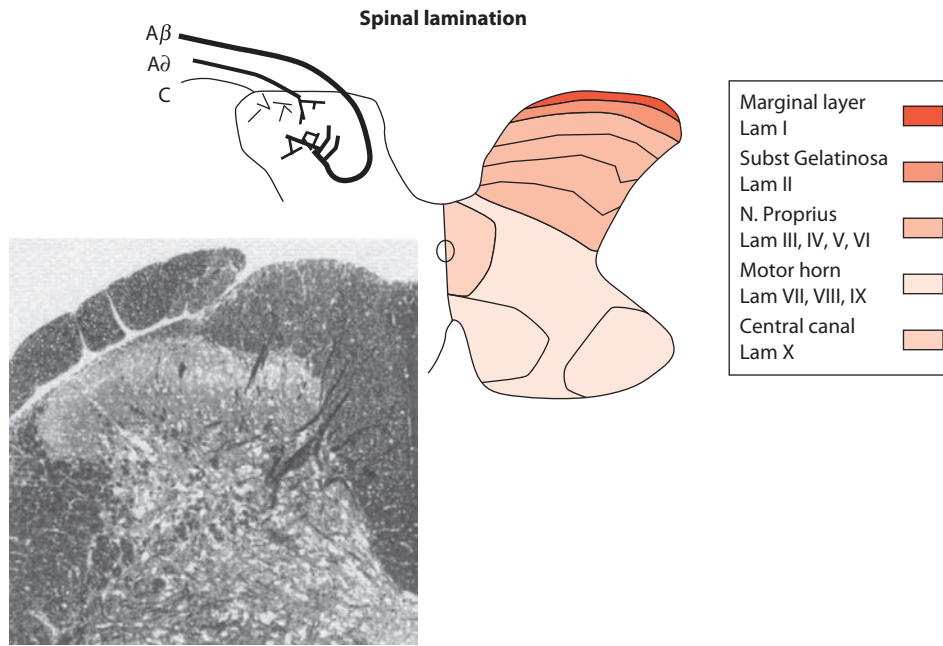 Spinal lamination
Aβ
A∂
C
Marginal layer
Lam I
Subst Gelatinosa
Lam II
N. Proprius
Lam III, IV, V, VI
Motor horn
Lam VII, VIII, IX
Central canal
Lam X